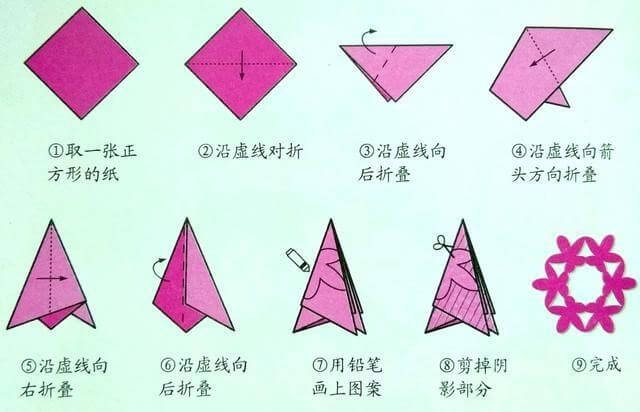 ①取一张正
方形的纸
②沿虚线对折
③沿虚线向
后折叠
④沿虚线向箭
头方向折叠
⑤沿虚线向
右折叠
⑥沿虚线向
后折叠
⑦用铅笔
画上图案
⑧剪掉阴
影部分
⑨完成